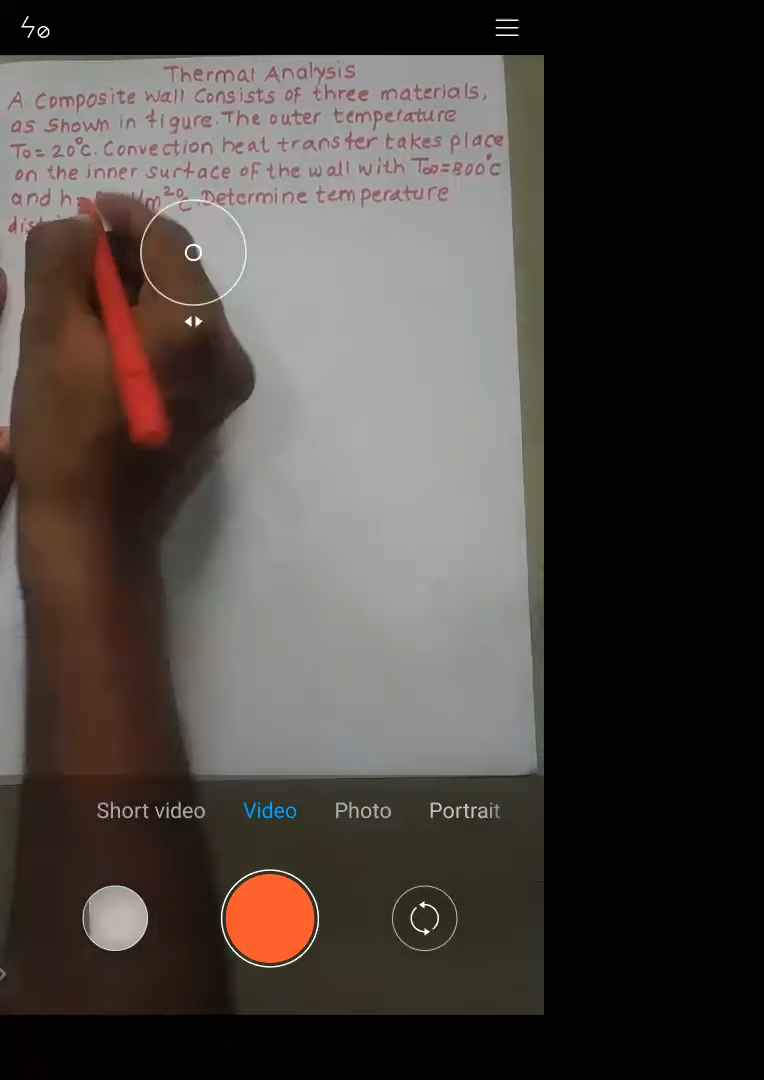 Thermal Analysis
A Composite wall Consists of three materials,
as shown in figure. The outer temperature
T₀ = 20°C. Convection heat transfer takes place
on the inner surface of the wall with T∞=800°C
and h= /m²°C. Determine temperature
Short video Video Photo Portrait